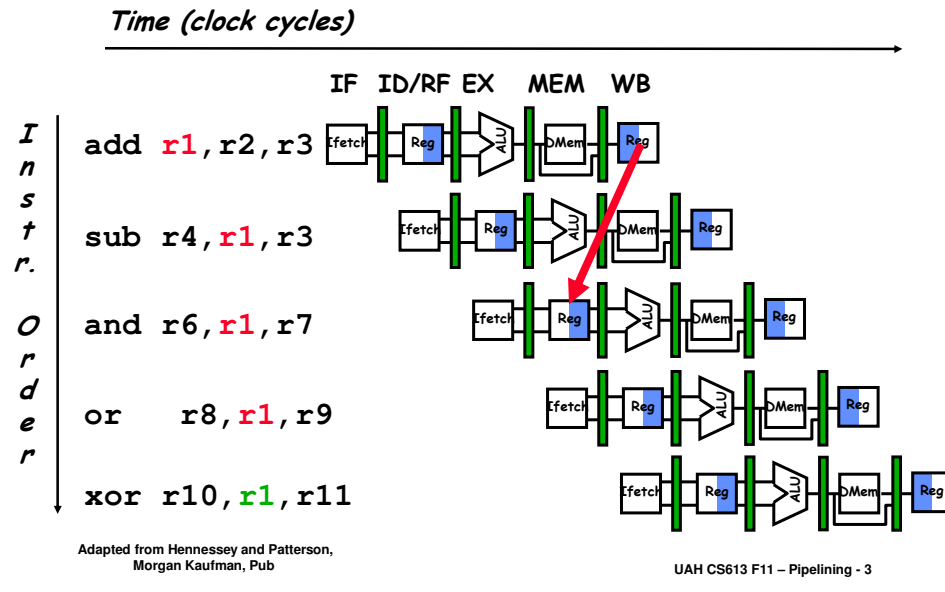 Time (clock cycles)
IF ID/RF EX MEM WB
Instr. Order
add r1,r2,r3
Ifetch Reg ALU DMem Reg
sub r4,r1,r3
Ifetch Reg ALU DMem Reg
and r6,r1,r7
Ifetch Reg ALU DMem Reg
or r8,r1,r9
Ifetch Reg ALU DMem Reg
xor r10,r1,r11
Ifetch Reg ALU DMem Reg
Adapted from Hennessey and Patterson,
Morgan Kaufman, Pub
UAH CS613 F11 – Pipelining - 3